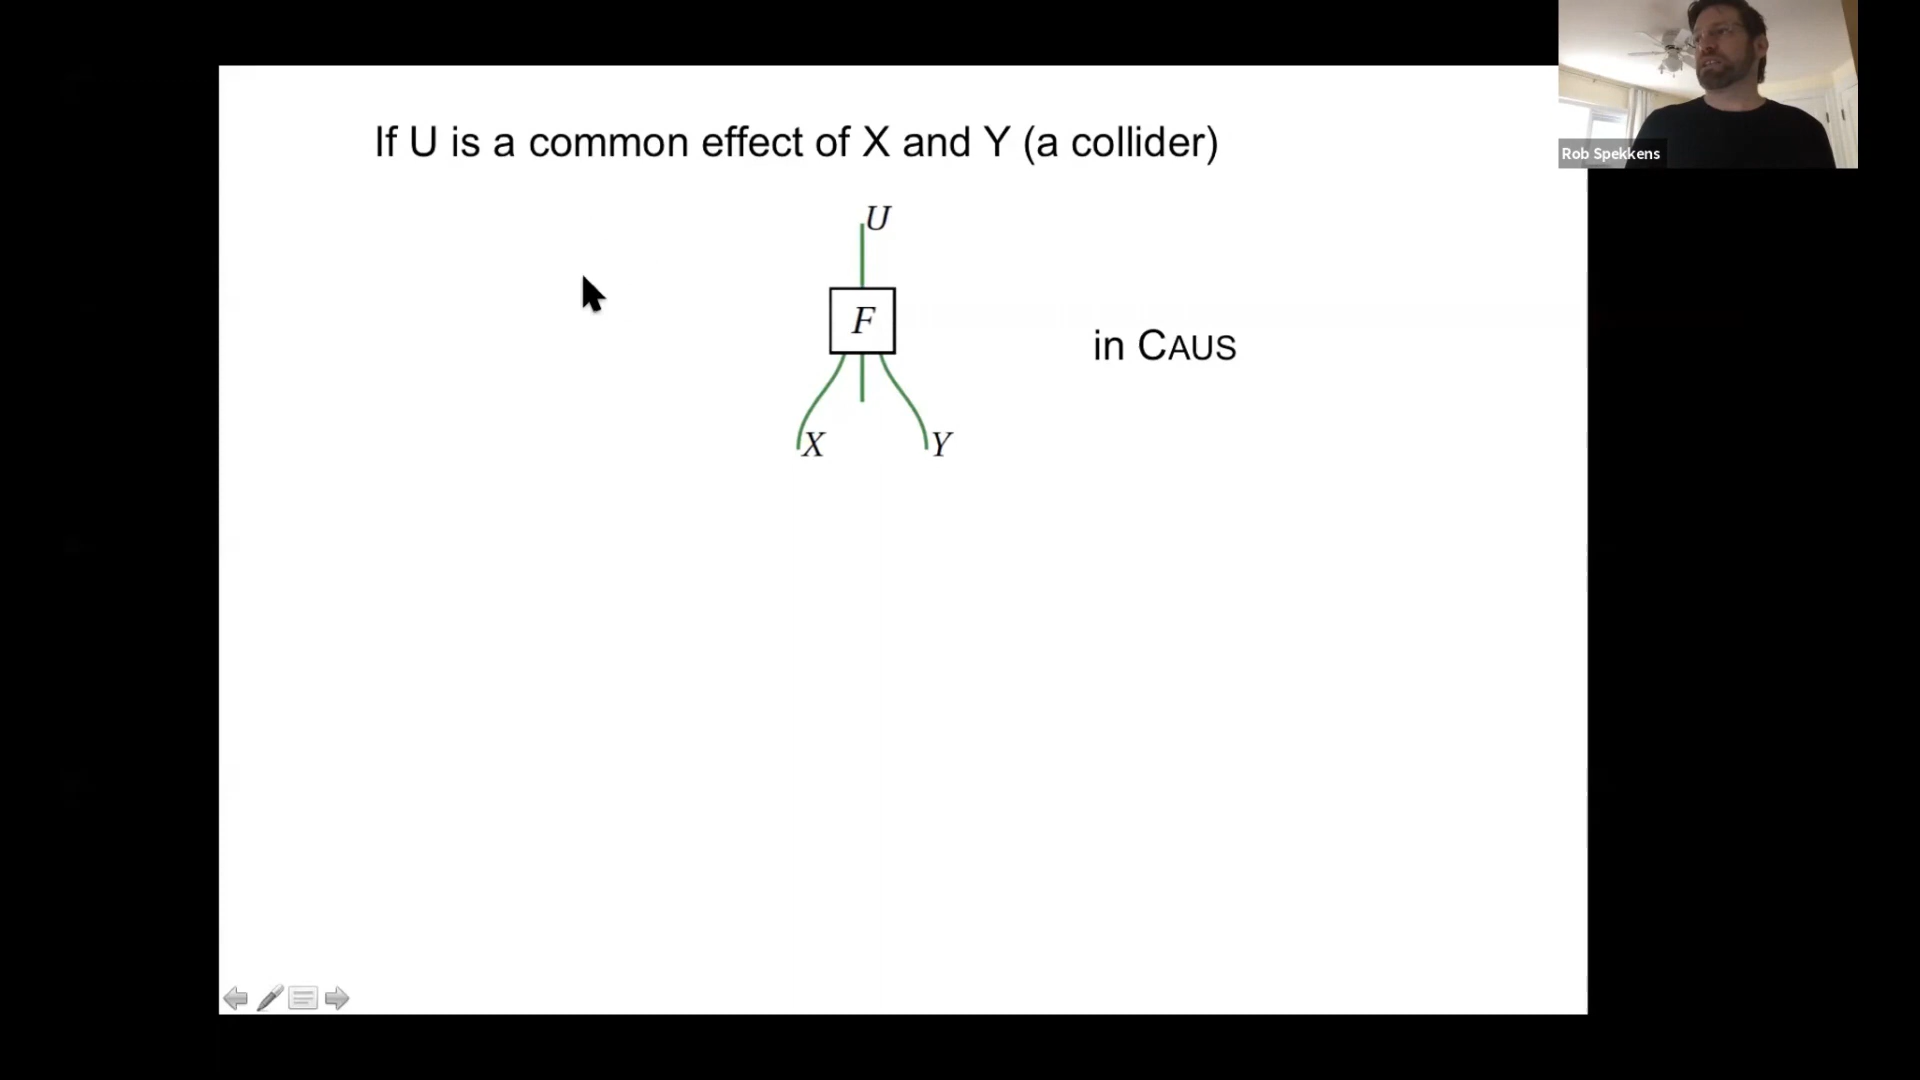 If U is a common effect of X and Y (a collider)
Rob Spekkens
U
F
in CAUS
X
Y